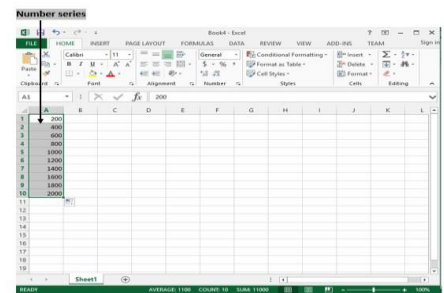 Number series
Book4 - Excel
FILE HOME INSERT PAGE LAYOUT FORMULAS DATA REVIEW VIEW ADD-INS TEAM Sign in
Paste
Calibri 11
B I U
General
$ - % ,
Conditional Formatting
Format as Table
Cell Styles
Insert
Delete
Format
Clipboard Font Alignment Number Styles Cells Editing
A1 fx 200
A B C D E F G H I J K L
1 200
2 400
3 600
4 800
5 1000
6 1200
7 1400
8 1600
9 1800
10 2000
11
12
13
14
15
16
17
18
19
Sheet1
READY AVERAGE: 1100 COUNT: 10 SUM: 11000 100%